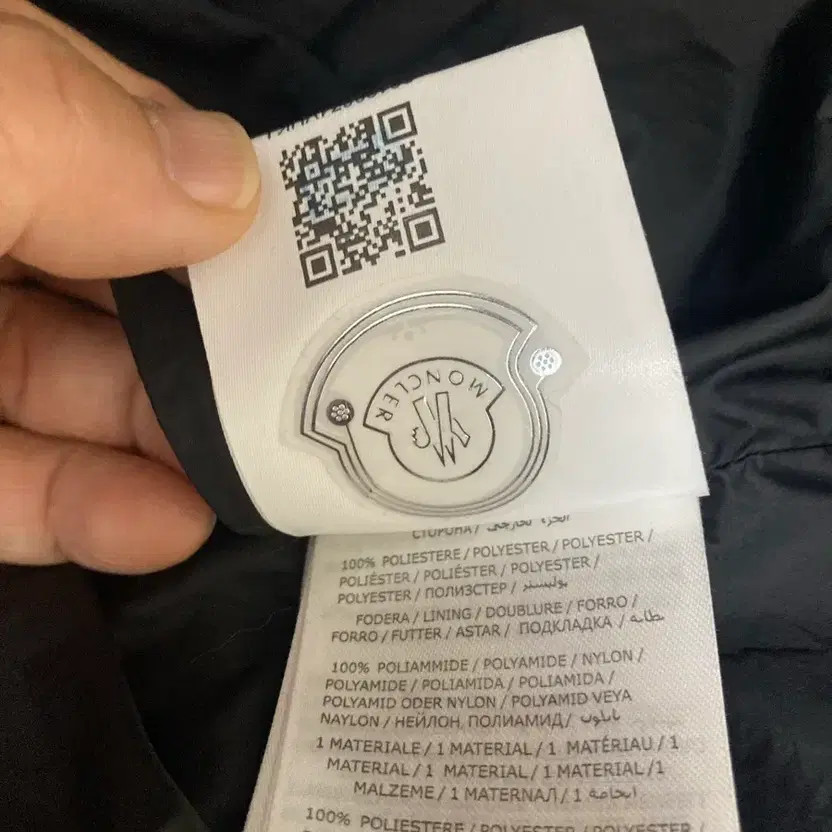 MONCLER
СТОРОНА / الجزء الخارجي
100% POLIESTERE / POLYESTER / POLYESTER /
POLIÉSTER / POLIÉSTER / POLYESTER /
POLYESTER / ПОЛИЭСТЕР / بوليستر
FODERA / LINING / DOUBLURE / FORRO /
FORRO / FUTTER / ASTAR / ПОДКЛАДКА / بطانة
100% POLIAMMIDE / POLYAMIDE / NYLON /
POLYAMIDE / POLIAMIDA / POLIAMIDA /
POLYAMID ODER NYLON / POLYAMID VEYA
NAYLON / НЕЙЛОН, ПОЛИАМИД / نايلون
1 MATERIALE / 1 MATERIAL / 1 MATÉRIAU / 1
MATERIAL / 1 MATERIAL / 1 MATERIAL / 1
MALZEME / 1 МАТЕРНАЛ / 1
100% POLIESTERE / POLYESTER / POLYESTER /